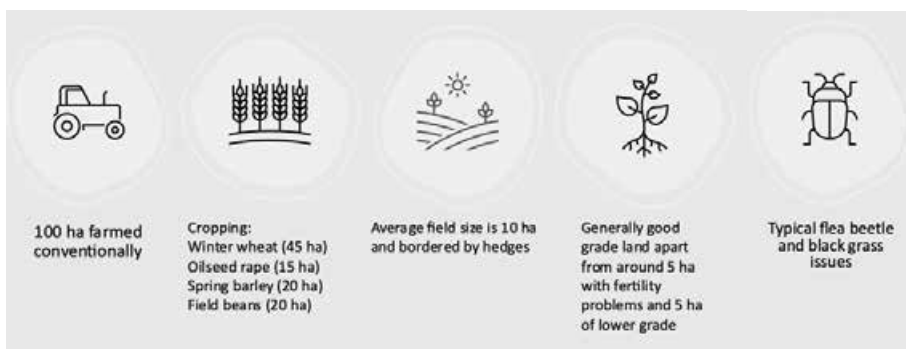 100 ha farmed
conventionally
Cropping:
Winter wheat (45 ha)
Oilseed rape (15 ha)
Spring barley (20 ha)
Field beans (20 ha)
Average field size is 10 ha
and bordered by hedges
Generally good
grade land apart
from around 5 ha
with fertility
problems and 5 ha
of lower grade
Typical flea beetle
and black grass
issues